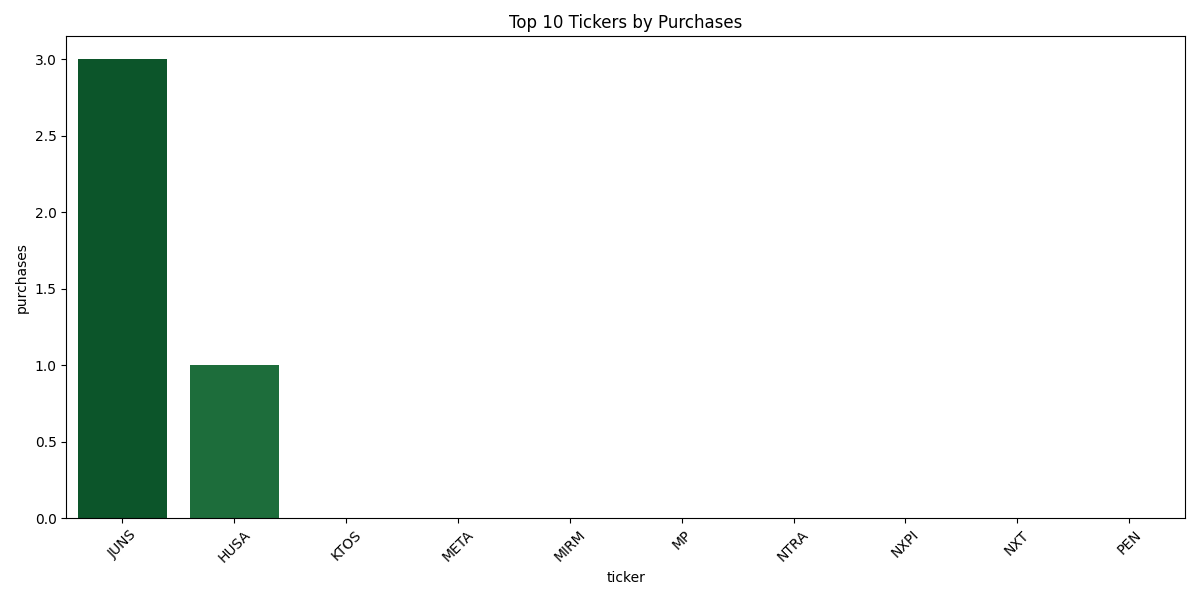 Top 10 Tickers by Purchases
purchases
3.0
2.5
2.0
1.5
1.0
0.5
0.0
JUNS HUSA KTOS META MIRM MP NTRA NXPI NXT PEN
ticker